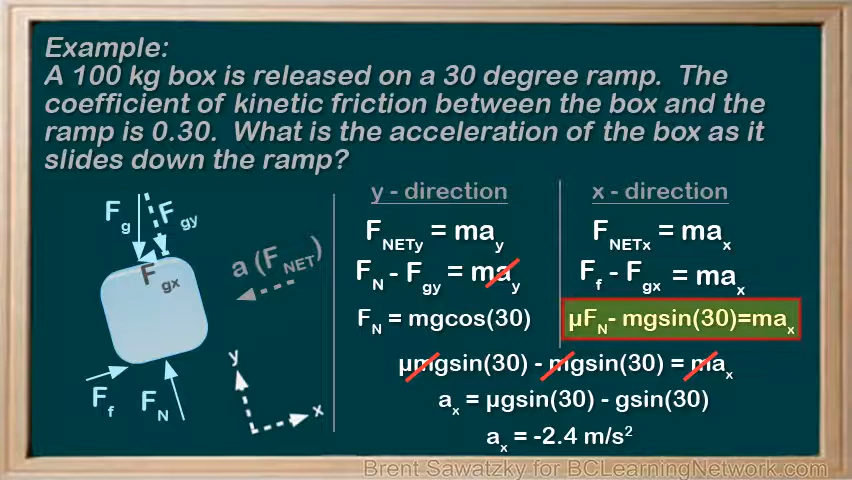 Example:
A 100 kg box is released on a 30 degree ramp. The
coefficient of kinetic friction between the box and the
ramp is 0.30. What is the acceleration of the box as it
slides down the ramp?
y - direction
x - direction
Fg
Fgy
Fgx
a (FNET)
Ff
FN
y
x
FNETy = may
FN - Fgy = may
FN = mgcos(30)
FNETx = max
Ff - Fgx = max
µFN- mgsin(30)=max
µmgsin(30) - mgsin(30) = max
ax = µgsin(30) - gsin(30)
ax = -2.4 m/s²
Brent Sawatzky for BCLearningNetwork.com